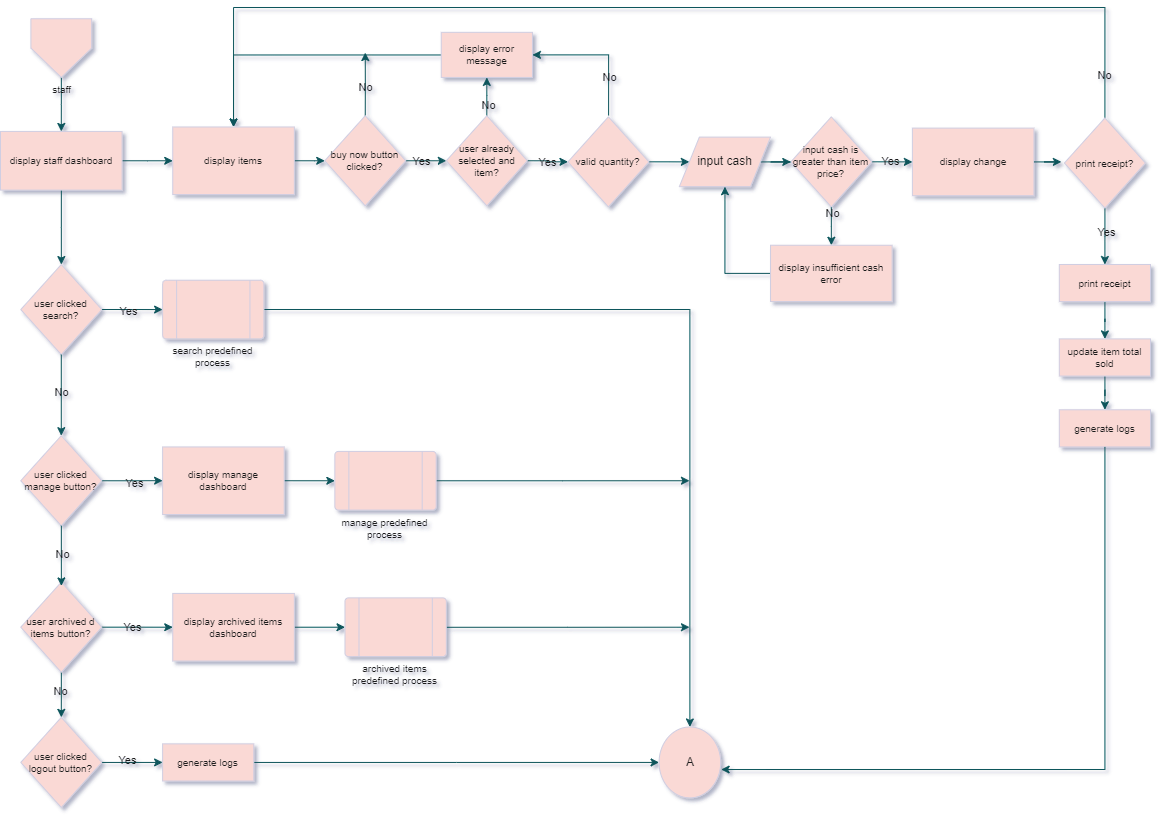 staff
display staff dashboard
display items
buy now button
clicked?
No
Yes
display error
message
user already
selected and
item?
No
Yes
valid quantity?
No
input cash
input cash is
greater than item
price?
Yes
No
display insufficient cash
error
display change
print receipt?
No
Yes
print receipt
update item total
sold
generate logs
user clicked
search?
Yes
search predefined
process
No
user clicked
manage button?
Yes
display manage
dashboard
manage predefined
process
No
user archived d
items button?
Yes
display archived items
dashboard
archived items
predefined process
No
user clicked
logout button?
Yes
generate logs
A